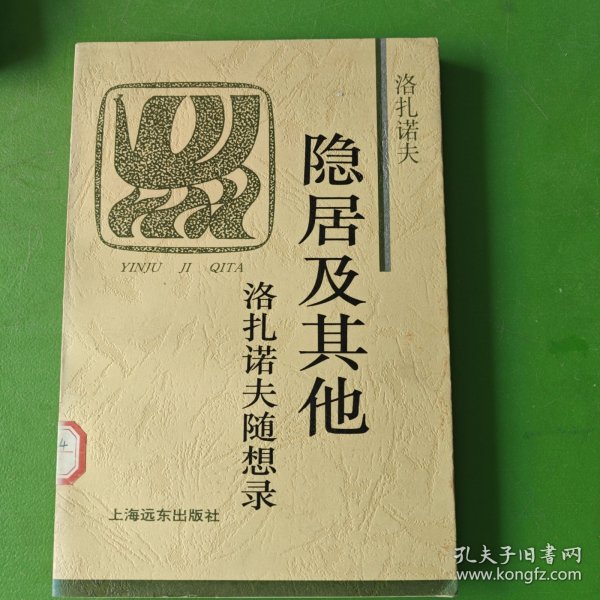 洛扎诺夫
隐居及其他
YINJU JI QITA
洛扎诺夫随想录
4
上海远东出版社
孔夫子旧书网
www.kongfz.com